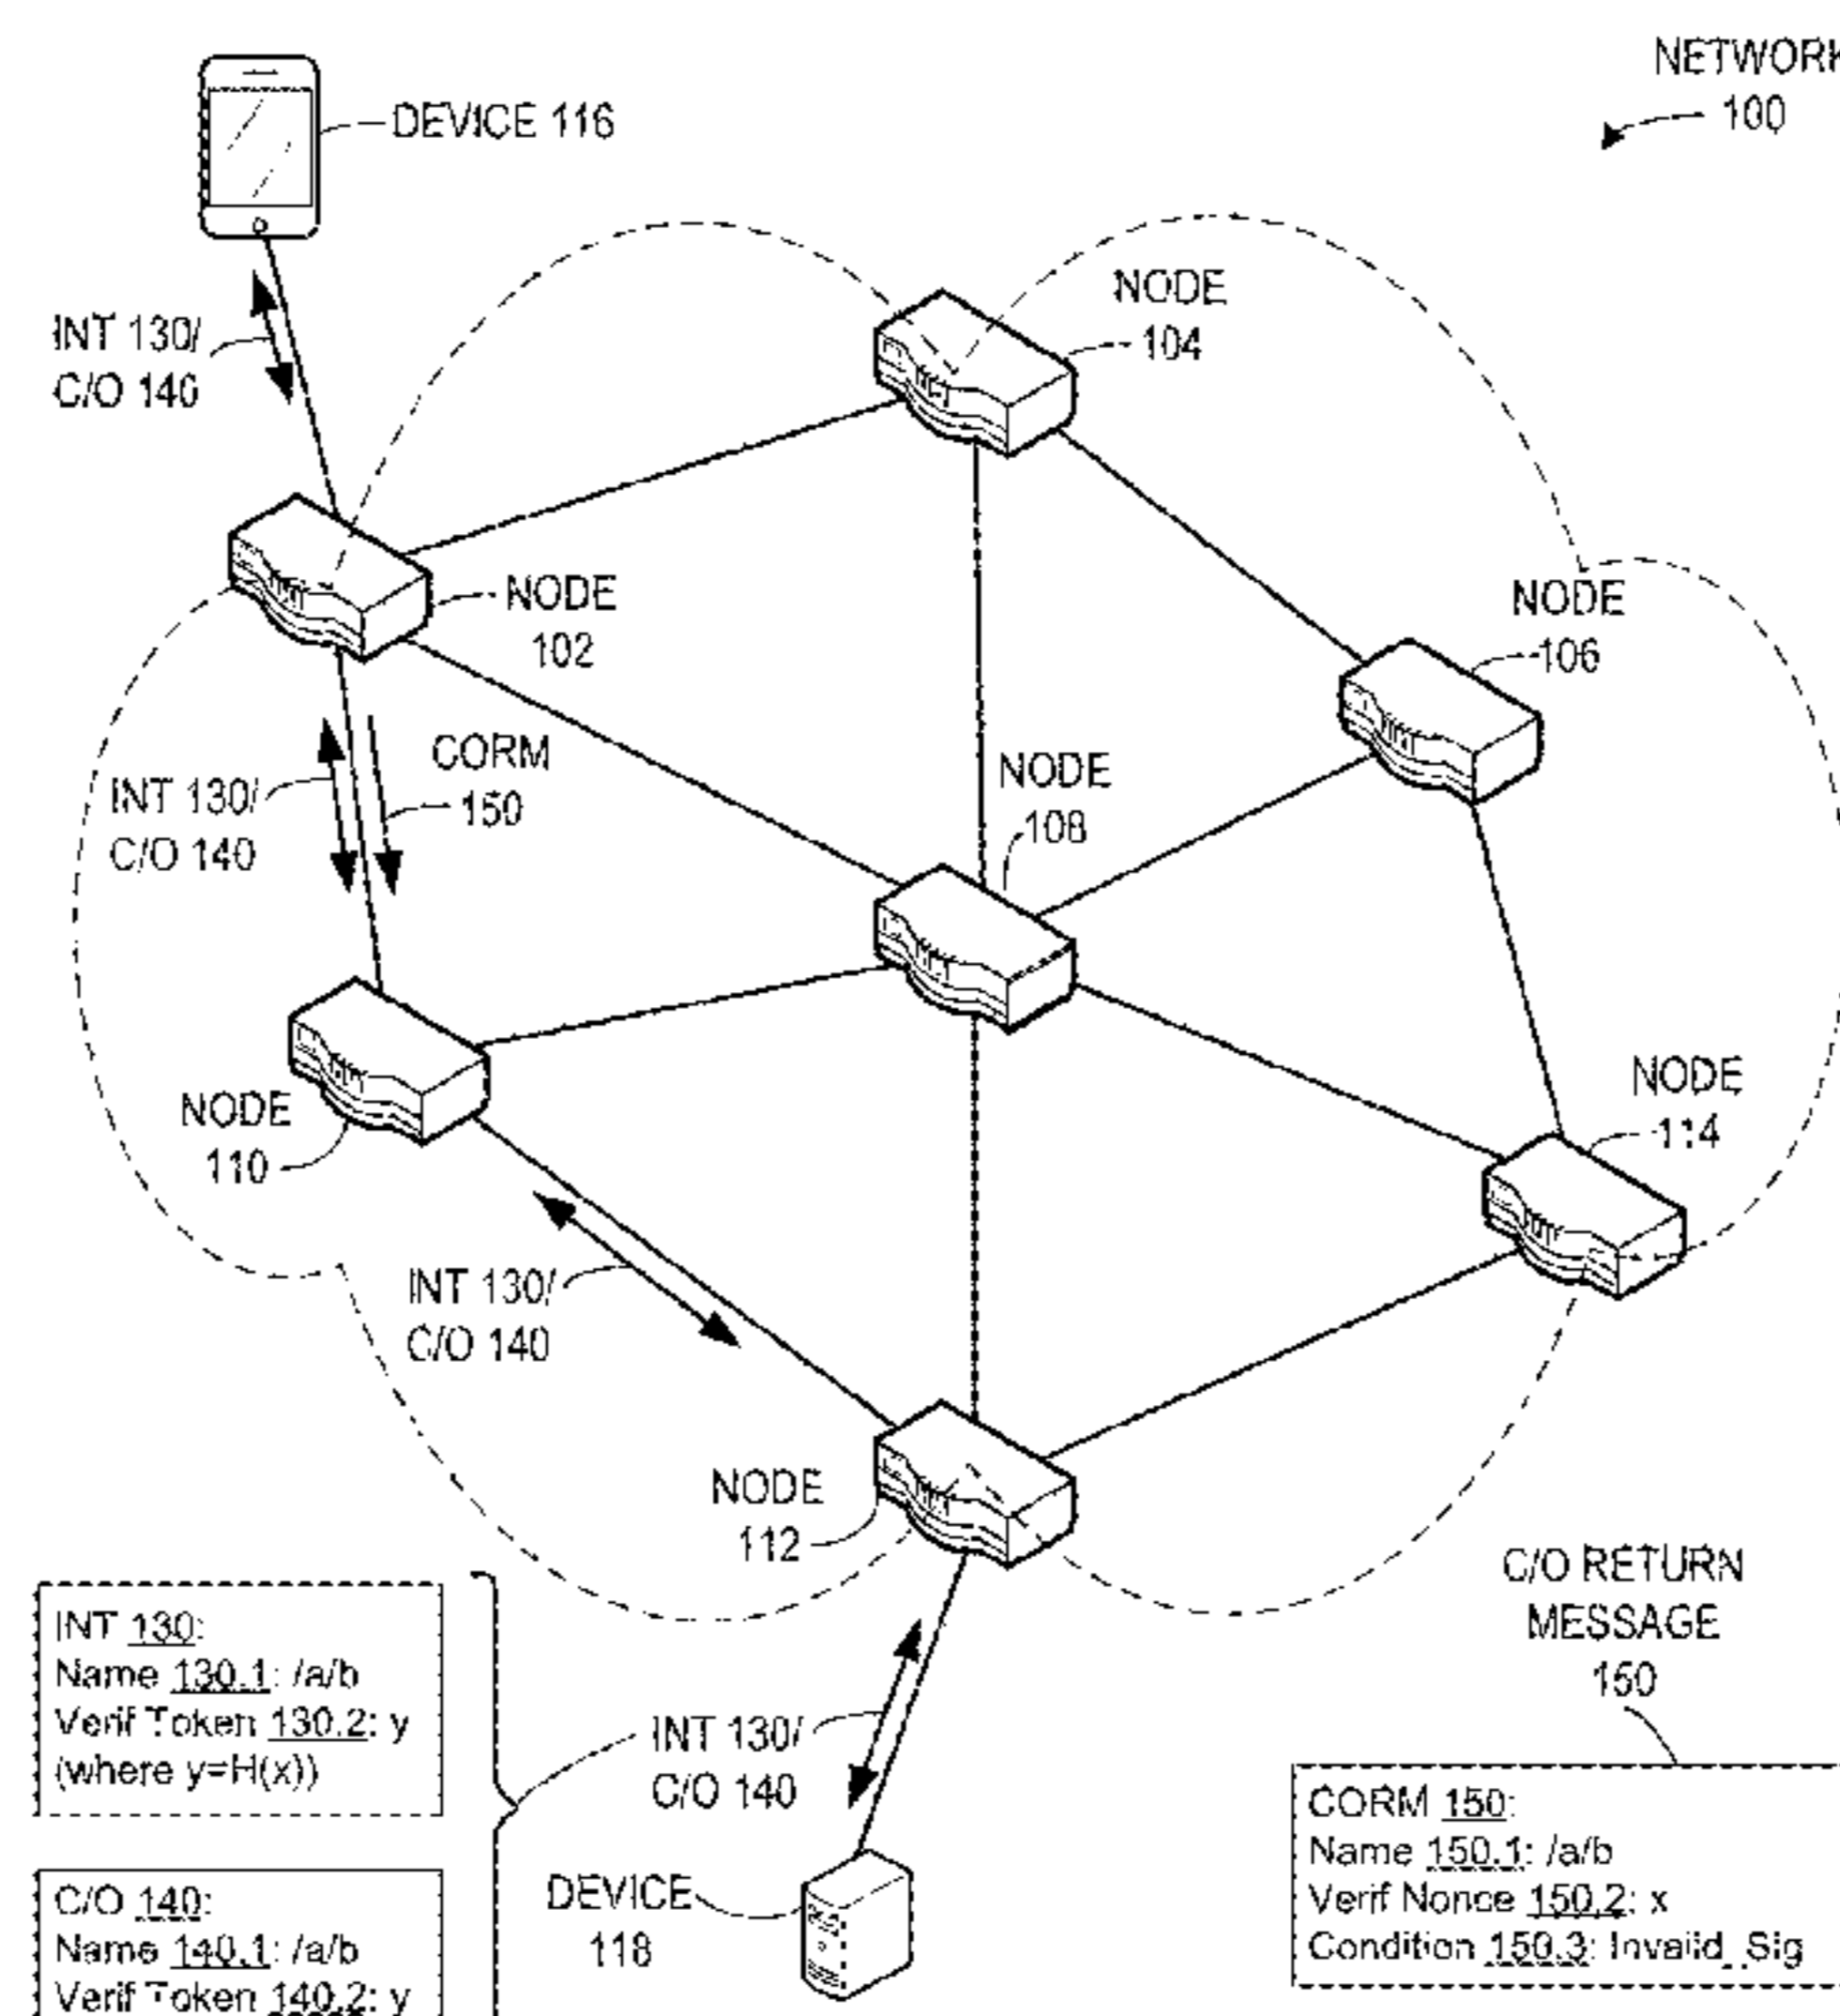 NETWORK
100
DEVICE 116
INT 130/
C/O 140
NODE
104
NODE
102
NODE
106
CORM
150
INT 130/
C/O 140
NODE
108
NODE
110
NODE
114
INT 130/
C/O 140
NODE
112
C/O RETURN
MESSAGE
150
INT 130:
Name 130.1: /a/b
Verif Token 130.2: y
(where y=H(x))
INT 130/
C/O 140
DEVICE
118
C/O 140:
Name 140.1: /a/b
Verif Token 140.2: y
CORM 150:
Name 150.1: /a/b
Verif Nonce 150.2: x
Condition 150.3: Invalid_Sig